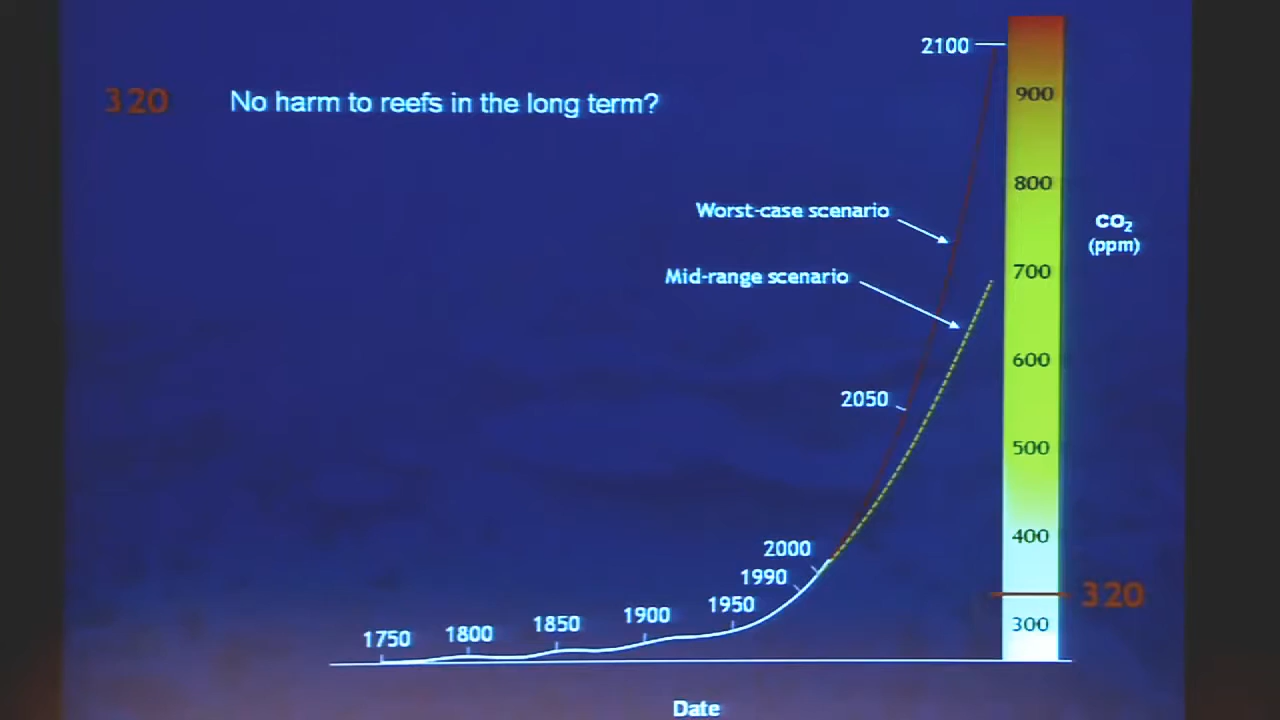 2100
900
320 No harm to reefs in the long term?
800
Worst-case scenario
CO₂
(ppm)
Mid-range scenario
700
600
2050
500
400
2000
1990
320
1950
1900
1850
1800
1750
300
Date